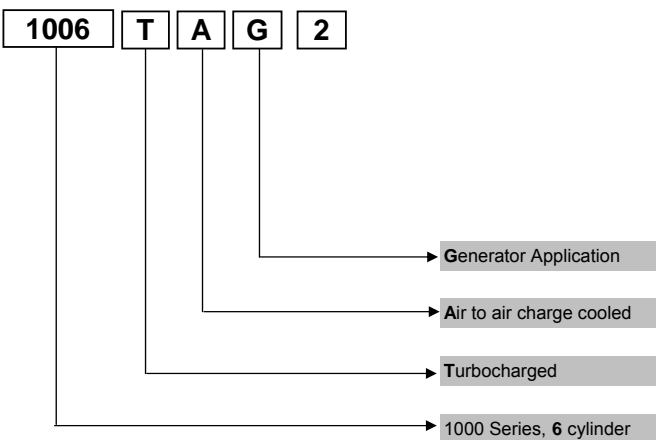 1006 T A G 2
Generator Application
Air to air charge cooled
Turbocharged
1000 Series, 6 cylinder